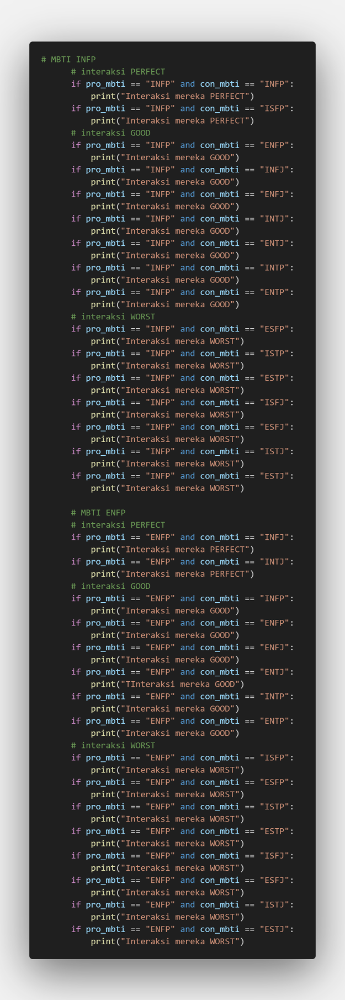 # MBTI INFP
      # interaksi PERFECT
      if pro_mbti == "INFP" and con_mbti == "INFP":
          print("Interaksi mereka PERFECT")
      if pro_mbti == "INFP" and con_mbti == "ISFP":
          print("Interaksi mereka PERFECT")
      # interaksi GOOD
      if pro_mbti == "INFP" and con_mbti == "ENFP":
          print("Interaksi mereka GOOD")
      if pro_mbti == "INFP" and con_mbti == "INFJ":
          print("Interaksi mereka GOOD")
      if pro_mbti == "INFP" and con_mbti == "ENFJ":
          print("Interaksi mereka GOOD")
      if pro_mbti == "INFP" and con_mbti == "INTJ":
          print("Interaksi mereka GOOD")
      if pro_mbti == "INFP" and con_mbti == "ENTJ":
          print("Interaksi mereka GOOD")
      if pro_mbti == "INFP" and con_mbti == "INTP":
          print("Interaksi mereka GOOD")
      if pro_mbti == "INFP" and con_mbti == "ENTP":
          print("Interaksi mereka GOOD")
      # interaksi WORST
      if pro_mbti == "INFP" and con_mbti == "ESFP":
          print("Interaksi mereka WORST")
      if pro_mbti == "INFP" and con_mbti == "ISTP":
          print("Interaksi mereka WORST")
      if pro_mbti == "INFP" and con_mbti == "ESTP":
          print("Interaksi mereka WORST")
      if pro_mbti == "INFP" and con_mbti == "ISFJ":
          print("Interaksi mereka WORST")
      if pro_mbti == "INFP" and con_mbti == "ESFJ":
          print("Interaksi mereka WORST")
      if pro_mbti == "INFP" and con_mbti == "ISTJ":
          print("Interaksi mereka WORST")
      if pro_mbti == "INFP" and con_mbti == "ESTJ":
          print("Interaksi mereka WORST")

      # MBTI ENFP
      # interaksi PERFECT
      if pro_mbti == "ENFP" and con_mbti == "INFJ":
          print("Interaksi mereka PERFECT")
      if pro_mbti == "ENFP" and con_mbti == "INTJ":
          print("Interaksi mereka PERFECT")
      # interaksi GOOD
      if pro_mbti == "ENFP" and con_mbti == "INFP":
          print("Interaksi mereka GOOD")
      if pro_mbti == "ENFP" and con_mbti == "ENFP":
          print("Interaksi mereka GOOD")
      if pro_mbti == "ENFP" and con_mbti == "ENFJ":
          print("Interaksi mereka GOOD")
      if pro_mbti == "ENFP" and con_mbti == "ENTJ":
          print("TInteraksi mereka GOOD")
      if pro_mbti == "ENFP" and con_mbti == "INTP":
          print("Interaksi mereka GOOD")
      if pro_mbti == "ENFP" and con_mbti == "ENTP":
          print("Interaksi mereka GOOD")
      # interaksi WORST
      if pro_mbti == "ENFP" and con_mbti == "ISFP":
          print("Interaksi mereka WORST")
      if pro_mbti == "ENFP" and con_mbti == "ESFP":
          print("Interaksi mereka WORST")
      if pro_mbti == "ENFP" and con_mbti == "ISTP":
          print("Interaksi mereka WORST")
      if pro_mbti == "ENFP" and con_mbti == "ESTP":
          print("Interaksi mereka WORST")
      if pro_mbti == "ENFP" and con_mbti == "ISFJ":
          print("Interaksi mereka WORST")
      if pro_mbti == "ENFP" and con_mbti == "ESFJ":
          print("Interaksi mereka WORST")
      if pro_mbti == "ENFP" and con_mbti == "ISTJ":
          print("Interaksi mereka WORST")
      if pro_mbti == "ENFP" and con_mbti == "ESTJ":
          print("Interaksi mereka WORST")